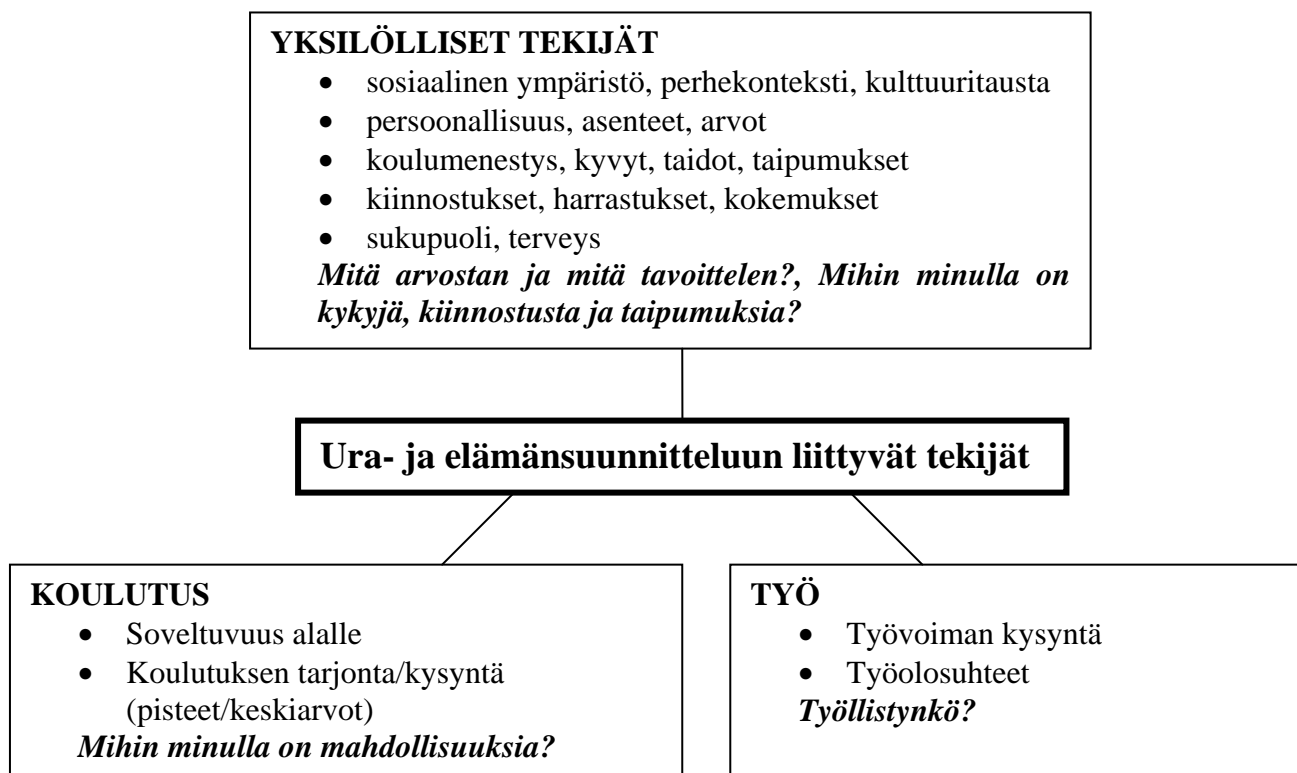 YKSILÖLLISET TEKIJÄT
• sosiaalinen ympäristö, perhekonteksti, kulttuuritausta
• persoonallisuus, asenteet, arvot
• koulumenestys, kyvyt, taidot, taipumukset
• kiinnostukset, harrastukset, kokemukset
• sukupuoli, terveys
Mitä arvostan ja mitä tavoittelen?, Mihin minulla on
kykyjä, kiinnostusta ja taipumuksia?
Ura- ja elämänsuunnitteluun liittyvät tekijät
KOULUTUS
• Soveltuvuus alalle
• Koulutuksen tarjonta/kysyntä
(pisteet/keskiarvot)
Mihin minulla on mahdollisuuksia?
TYÖ
• Työvoiman kysyntä
• Työolosuhteet
Työllistynkö?